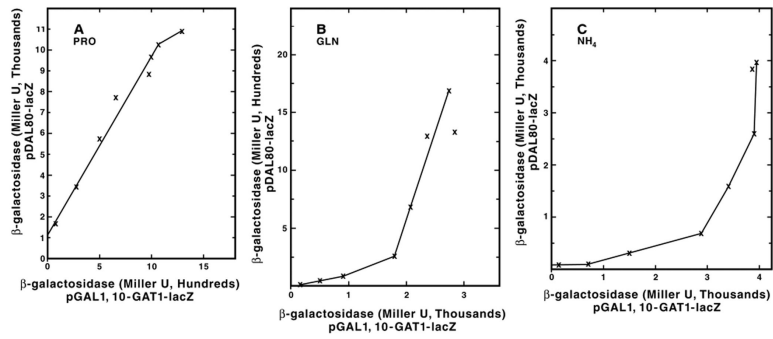 A
PRO
β-galactosidase (Miller U, Thousands)
pDAL80-lacZ
11
10
9
8
7
6
5
4
3
2
1
0
0 5 10 15
β-galactosidase (Miller U, Hundreds)
pGAL1, 10-GAT1-lacZ
B
GLN
β-galactosidase (Miller U, Hundreds)
pDAL80-lacZ
20
15
10
5
0 1 2 3
β-galactosidase (Miller U, Thousands)
pGAL1, 10-GAT1-lacZ
C
NH4
β-galactosidase (Miller U, Thousands)
pDAL80-lacZ
4
3
2
1
0
0 1 2 3 4
β-galactosidase (Miller U, Thousands)
pGAL1, 10-GAT1-lacZ